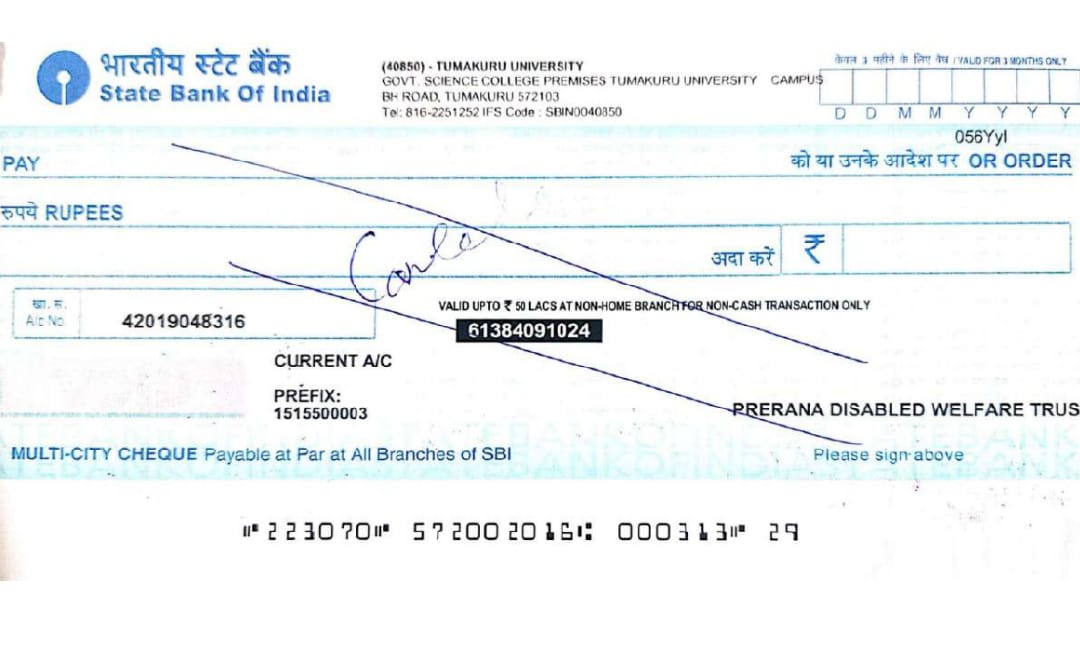 भारतीय स्टेट बैंक
State Bank Of India
(40850) - TUMAKURU UNIVERSITY
GOVT. SCIENCE COLLEGE PREMISES TUMAKURU UNIVERSITY CAMPUS
BH ROAD, TUMAKURU 572103
Tel: 816-2251252 IFS Code : SBIN0040850
केवल 3 महीने के लिए वैध / VALID FOR 3 MONTHS ONLY
D D M M Y Y Y Y
056Yyl
PAY को या उनके आदेश पर OR ORDER
रुपये RUPEES
अदा करें ₹
खा. सं.
A/c No. 42019048316
VALID UPTO ₹ 50 LACS AT NON-HOME BRANCH FOR NON-CASH TRANSACTION ONLY
61384091024
CURRENT A/C
PREFIX:
1515500003
PRERANA DISABLED WELFARE TRUS
MULTI-CITY CHEQUE Payable at Par at All Branches of SBI Please sign above
⑈223070⑈ 572002016⑆ 000313⑈ 29